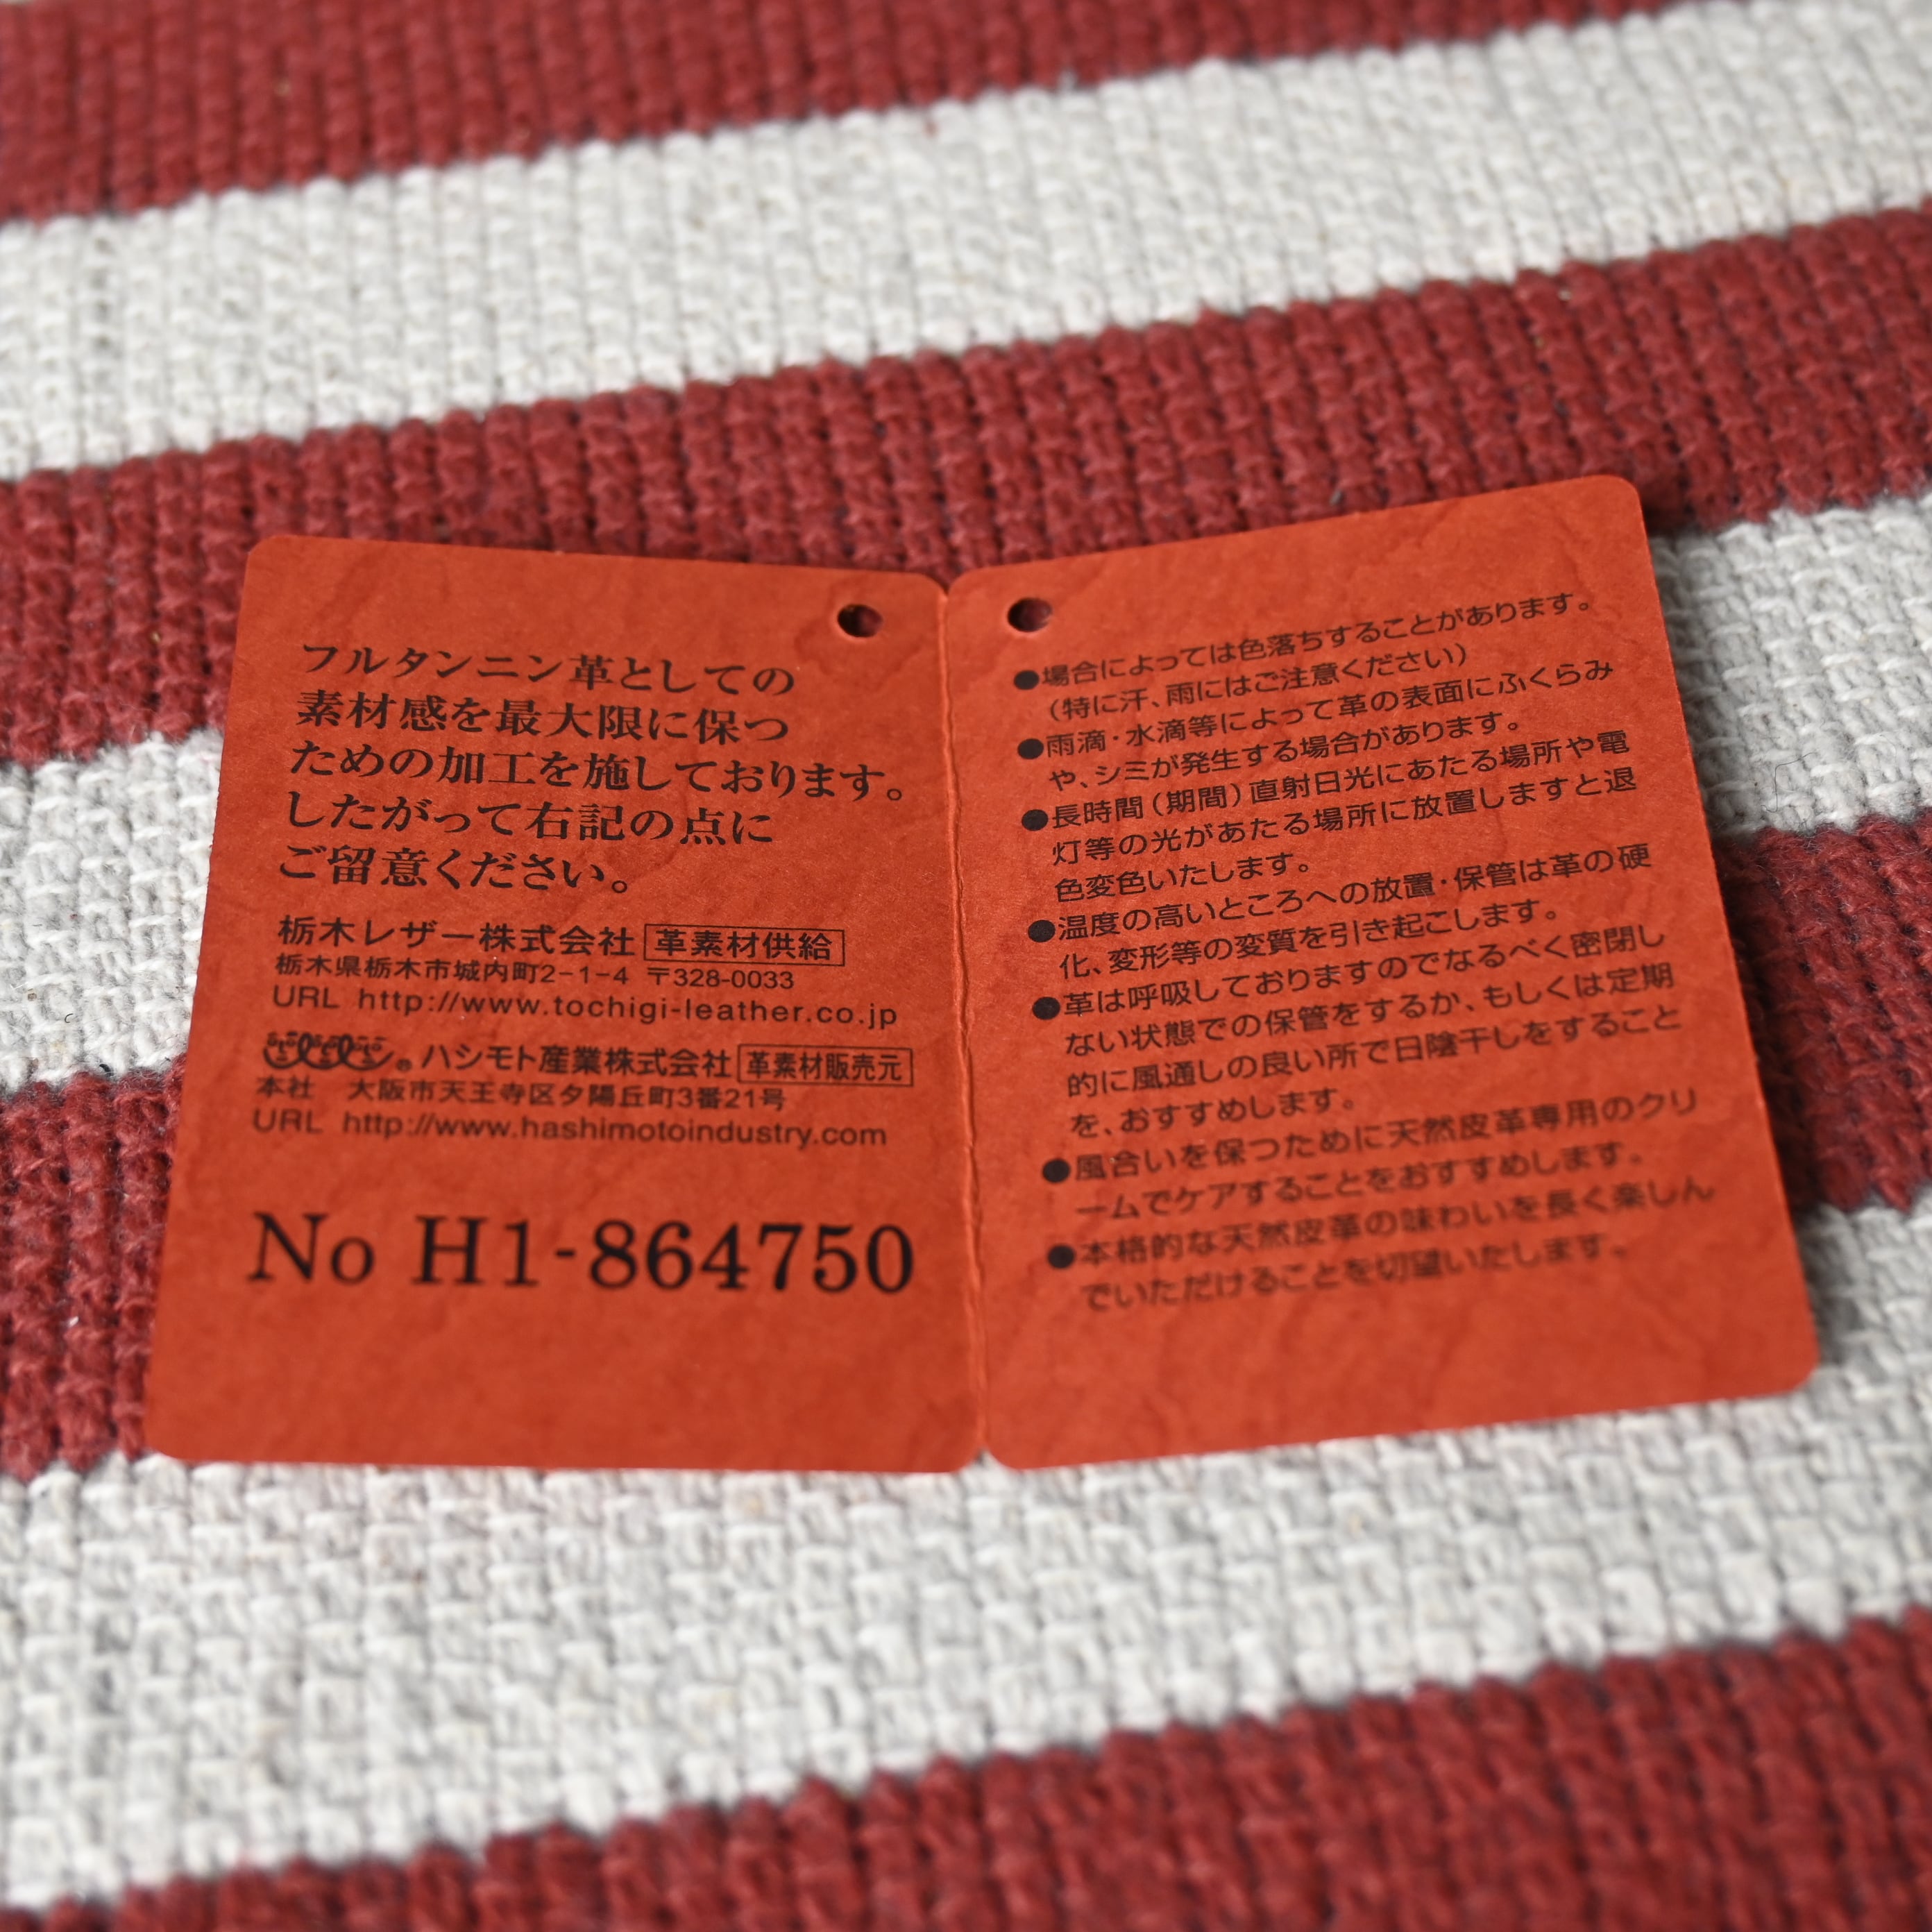 フルタンニン革としての
素材感を最大限に保つ
ための加工を施しております。
したがって右記の点に
ご留意ください。
栃木レザー株式会社 革素材供給
栃木県栃木市城内町2-1-4 〒328-0033
URL http://www.tochigi-leather.co.jp
® ハシモト産業株式会社 革素材販売元
本社 大阪市天王寺区夕陽丘町3番21号
URL http://www.hashimotoindustry.com
No H1-864750
●場合によっては色落ちすることがあります。
（特に汗、雨にはご注意ください）
●雨滴・水滴等によって革の表面にふくらみ
や、シミが発生する場合があります。
●長時間（期間）直射日光にあたる場所や電
灯等の光があたる場所に放置しますと退
色変色いたします。
●温度の高いところへの放置・保管は革の硬
化、変形等の変質を引き起こします。
●革は呼吸しておりますのでなるべく密閉し
ない状態での保管をするか、もしくは定期
的に風通しの良い所で日陰干しをすること
を、おすすめします。
●風合いを保つために天然皮革専用のクリ
ームでケアすることをおすすめします。
●本格的な天然皮革の味わいを長く楽しん
でいただけることを切望いたします。